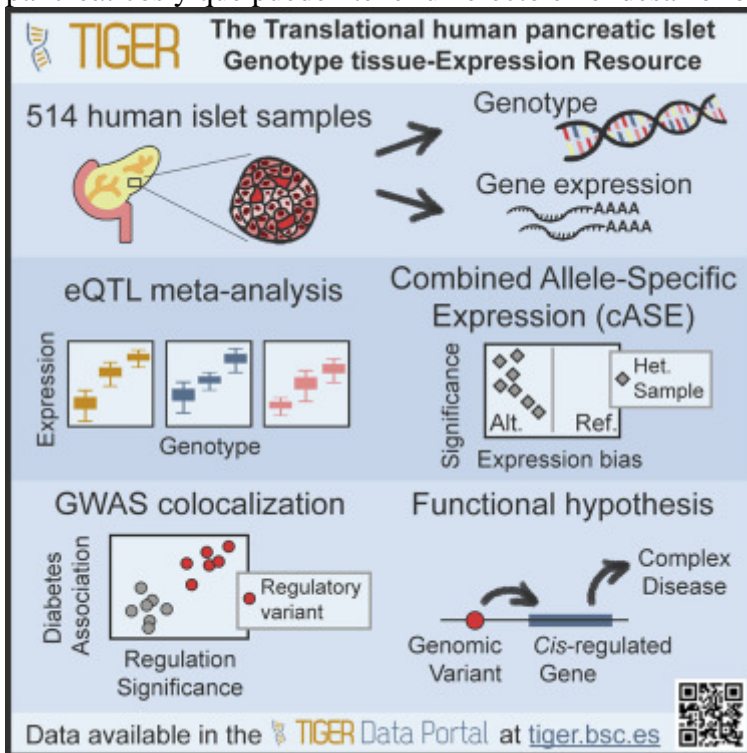 TIGER The Translational human pancreatic Islet
Genotype tissue-Expression Resource
514 human islet samples
Genotype
Gene expression
AAAA
AAAA
eQTL meta-analysis
Expression
Genotype
Combined Allele-Specific
Expression (cASE)
Significance
Alt. Ref.
Het.
Sample
Expression bias
GWAS colocalization
Diabetes
Association
Regulatory
variant
Regulation
Significance
Functional hypothesis
Complex
Disease
Genomic
Variant
Cis-regulated
Gene
Data available in the TIGER Data Portal at tiger.bsc.es